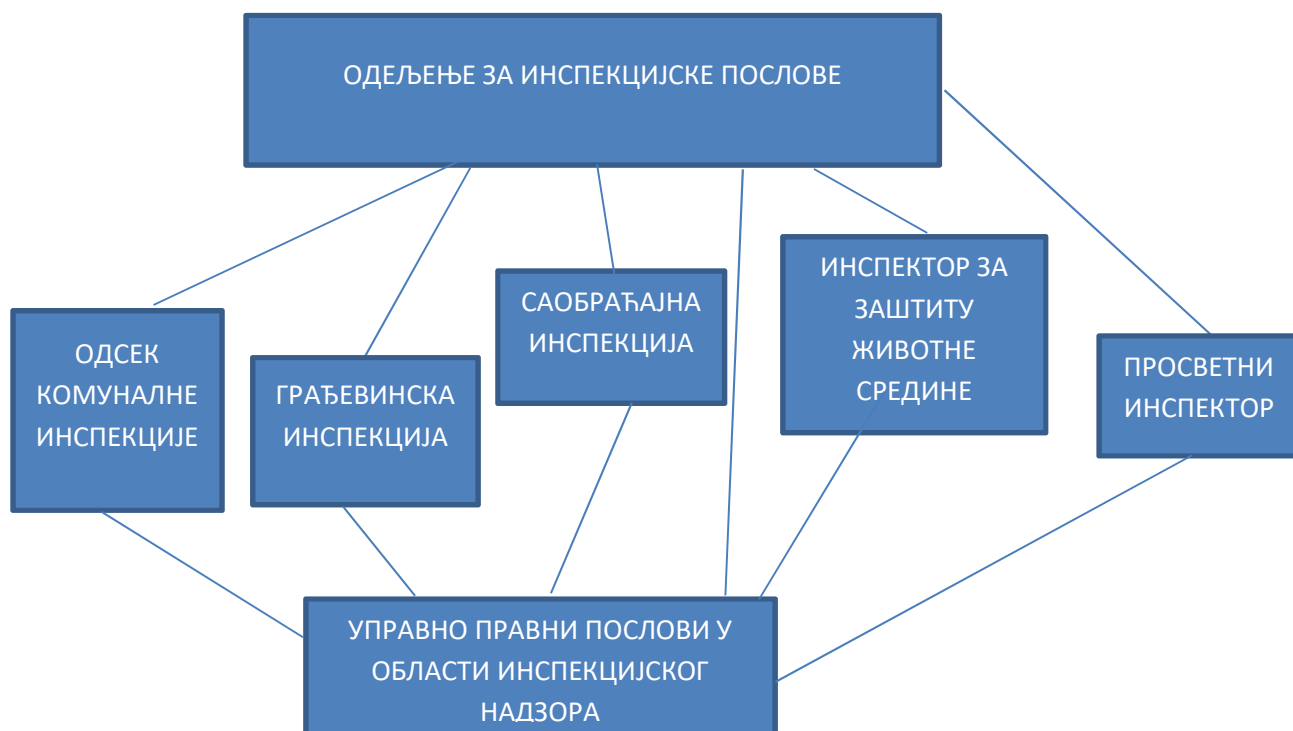 ОДЕЉЕЊЕ ЗА ИНСПЕКЦИЈСКЕ ПОСЛОВЕ
ОДСЕК
КОМУНАЛНЕ
ИНСПЕКЦИЈЕ
ГРАЂЕВИНСКА
ИНСПЕКЦИЈА
САОБРАЋАЈНА
ИНСПЕКЦИЈА
ИНСПЕКТОР ЗА
ЗАШТИТУ
ЖИВОТНЕ
СРЕДИНЕ
ПРОСВЕТНИ
ИНСПЕКТОР
УПРАВНО ПРАВНИ ПОСЛОВИ У
ОБЛАСТИ ИНСПЕКЦИЈСКОГ
НАДЗОРА